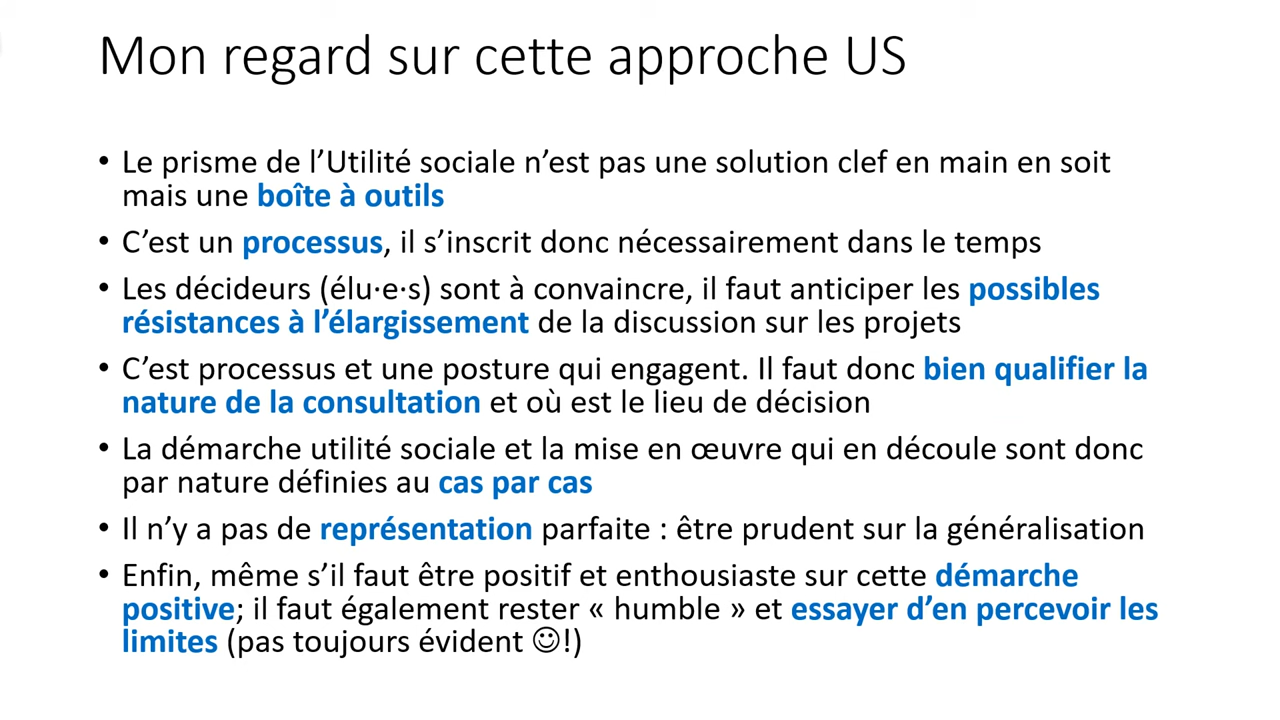 Mon regard sur cette approche US
• Le prisme de l’Utilité sociale n’est pas une solution clef en main en soit
mais une boîte à outils
• C’est un processus, il s’inscrit donc nécessairement dans le temps
• Les décideurs (élu·e·s) sont à convaincre, il faut anticiper les possibles
résistances à l’élargissement de la discussion sur les projets
• C’est processus et une posture qui engagent. Il faut donc bien qualifier la
nature de la consultation et où est le lieu de décision
• La démarche utilité sociale et la mise en œuvre qui en découle sont donc
par nature définies au cas par cas
• Il n’y a pas de représentation parfaite : être prudent sur la généralisation
• Enfin, même s’il faut être positif et enthousiaste sur cette démarche
positive; il faut également rester « humble » et essayer d’en percevoir les
limites (pas toujours évident ☺!)